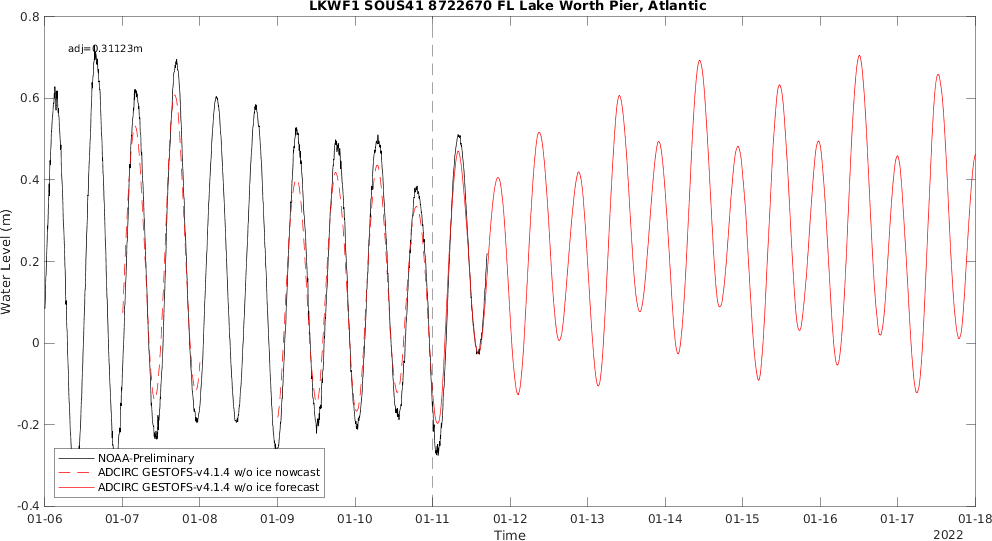 LKWF1 SOUS41 8722670 FL Lake Worth Pier, Atlantic
adj=0.31123m
Water Level (m)
0.8
0.6
0.4
0.2
0
-0.2
-0.4
NOAA-Preliminary
ADCIRC GESTOFS-v4.1.4 w/o ice nowcast
ADCIRC GESTOFS-v4.1.4 w/o ice forecast
01-06 01-07 01-08 01-09 01-10 01-11 01-12 01-13 01-14 01-15 01-16 01-17 01-18
Time
2022